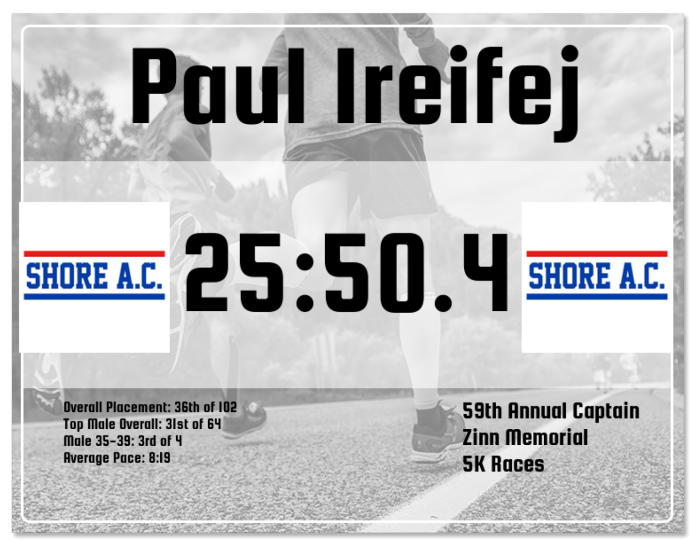 Paul Ireifej
SHORE A.C.
25:50.4
SHORE A.C.
Overall Placement: 36th of 102
Top Male Overall: 31st of 64
Male 35-39: 3rd of 4
Average Pace: 8:19
59th Annual Captain
Zinn Memorial
5K Races